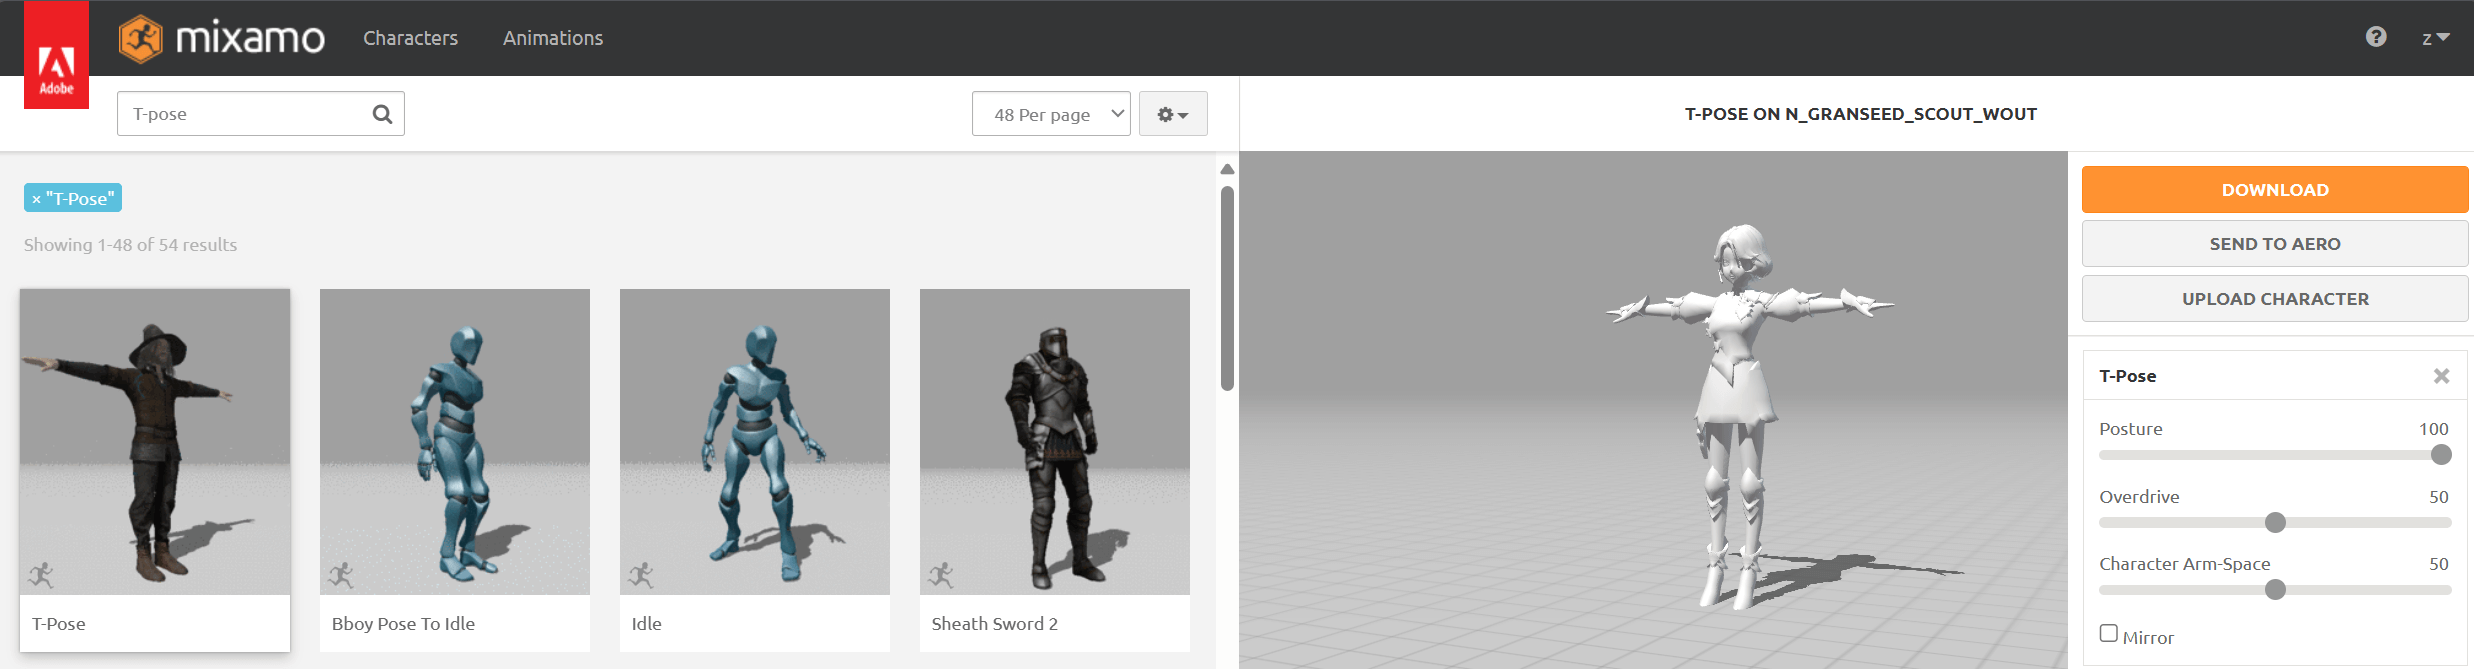 Adobe
mixamo
Characters
Animations
z
T-pose
48 Per page
T-POSE ON N_GRANSEED_SCOUT_WOUT
× "T-Pose"
Showing 1-48 of 54 results
T-Pose
Bboy Pose To Idle
Idle
Sheath Sword 2
DOWNLOAD
SEND TO AERO
UPLOAD CHARACTER
T-Pose
Posture 100
Overdrive 50
Character Arm-Space 50
Mirror